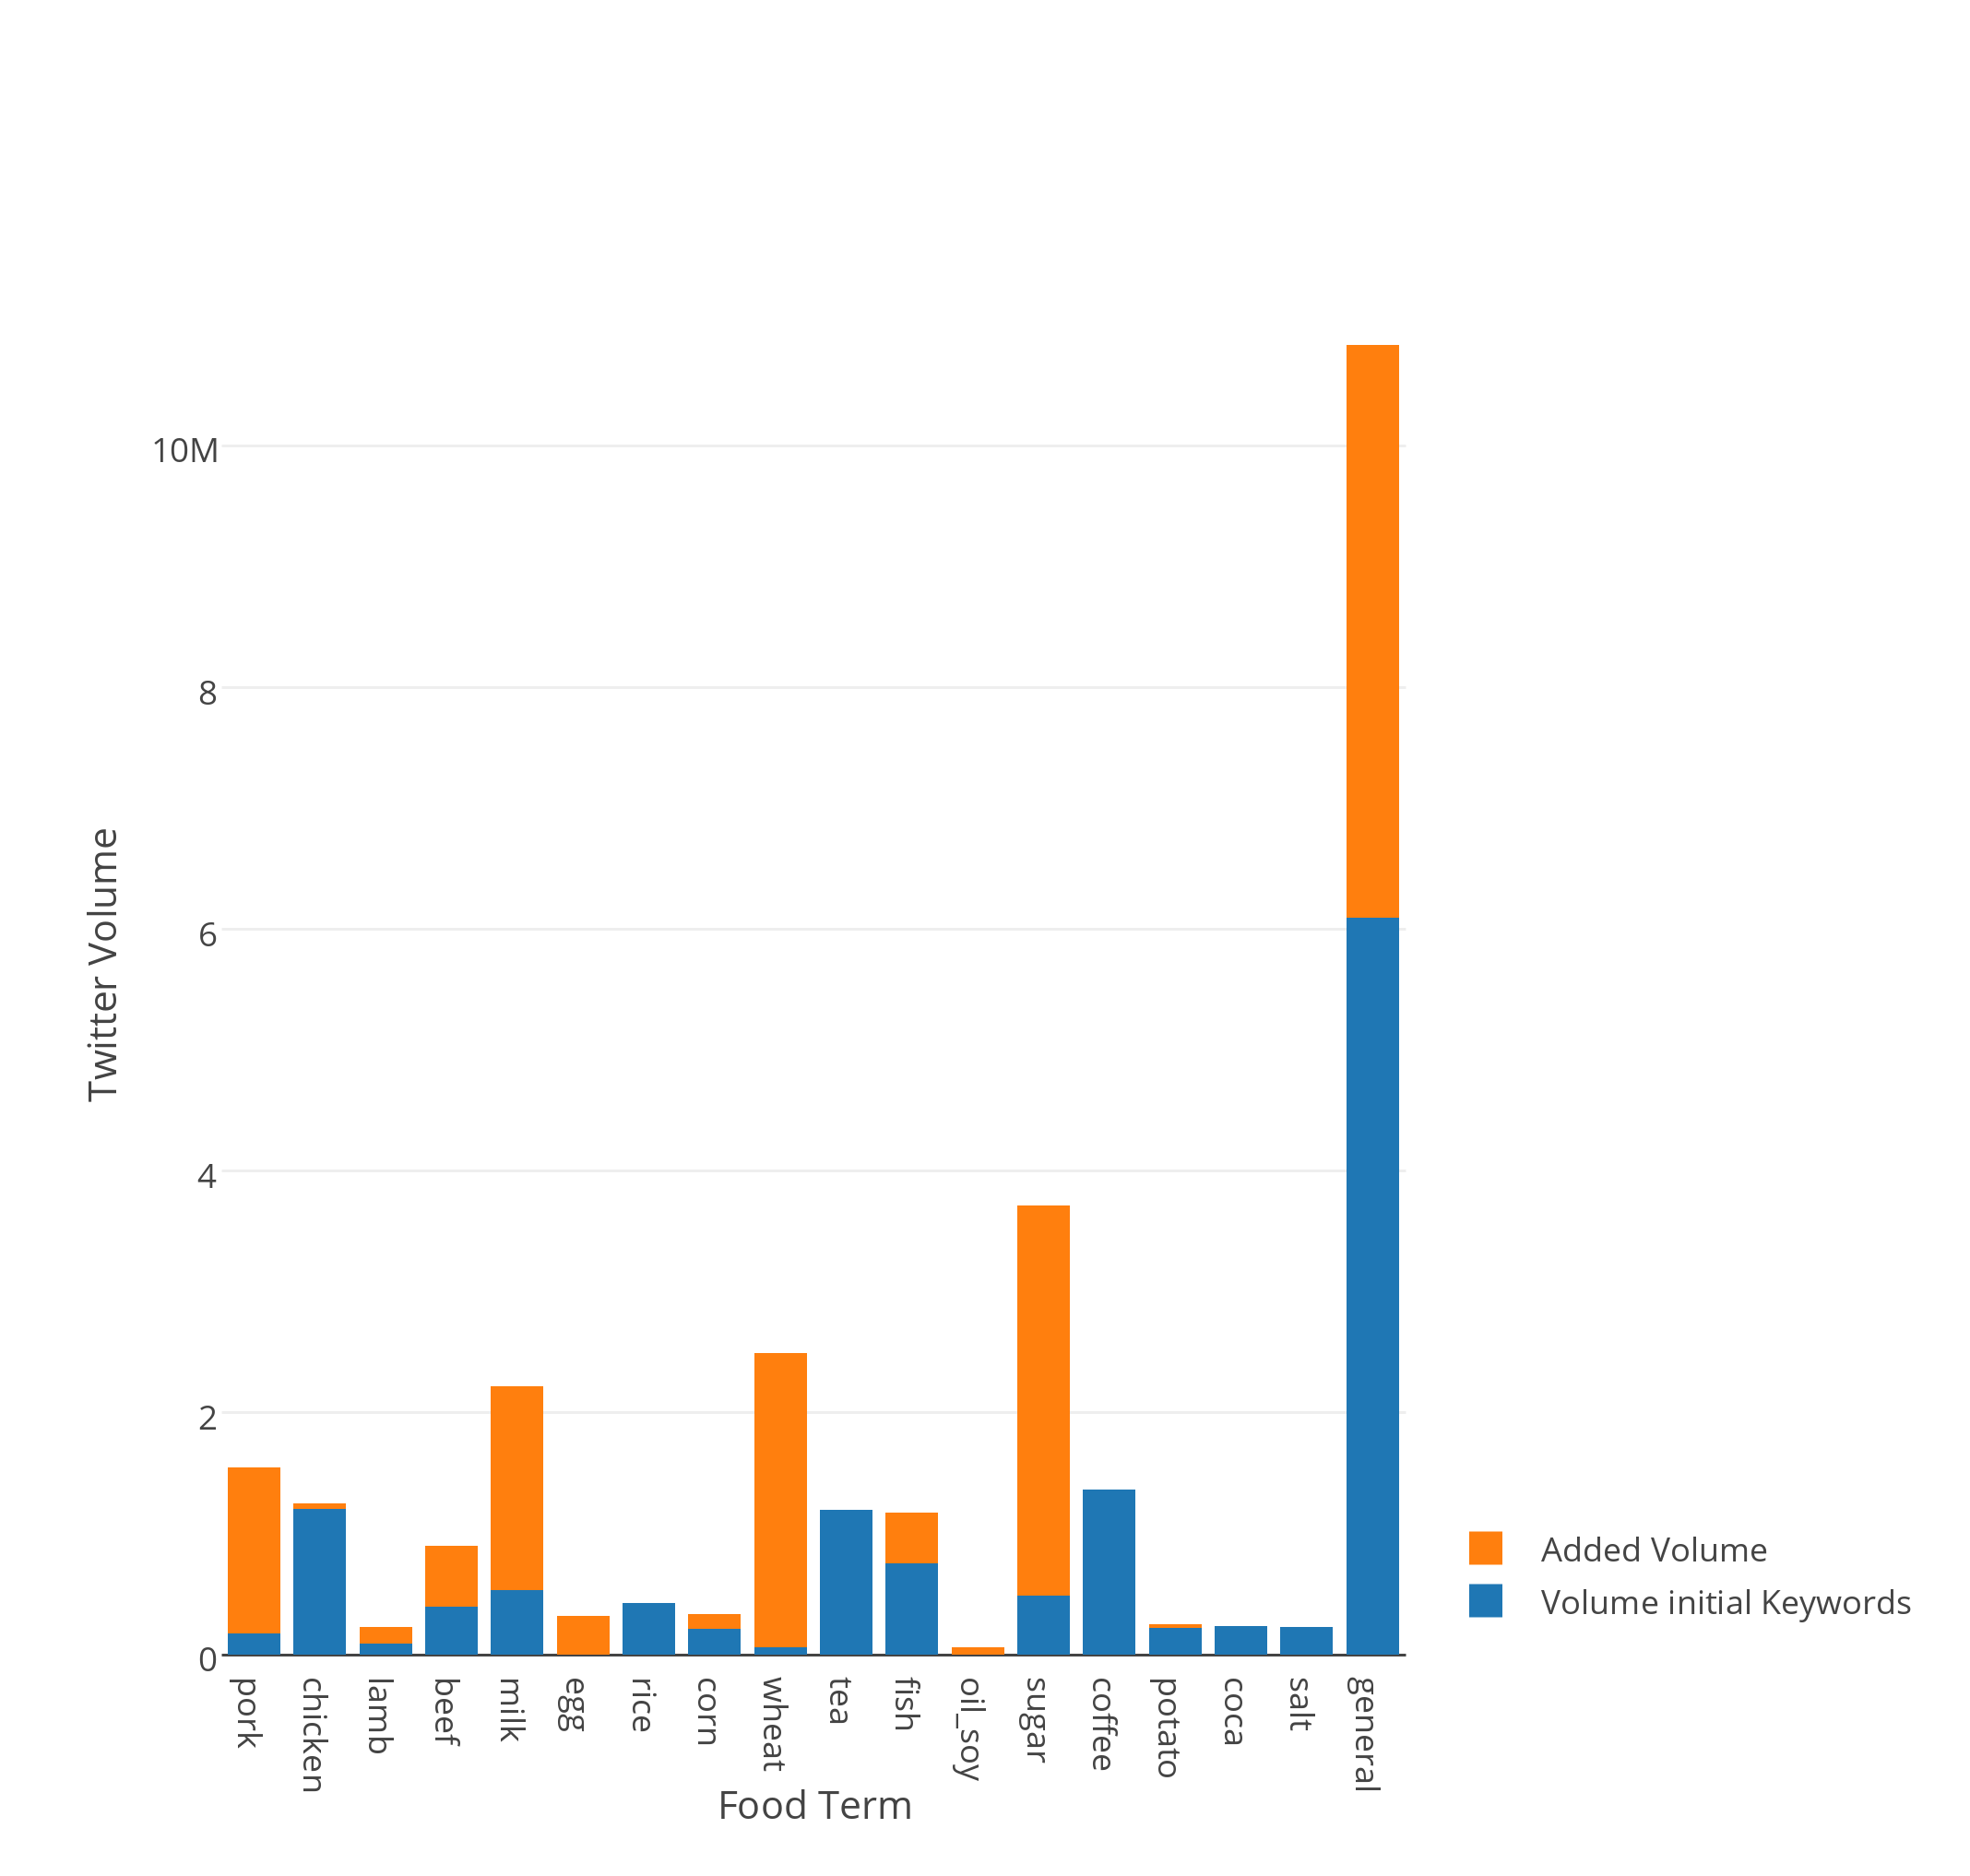 10M
8
6
4
2
0
Twitter Volume
pork
chicken
lamb
beef
milk
egg
rice
corn
wheat
tea
fish
oil_soy
sugar
coffee
potato
coca
salt
general
Food Term
Added Volume
Volume initial Keywords